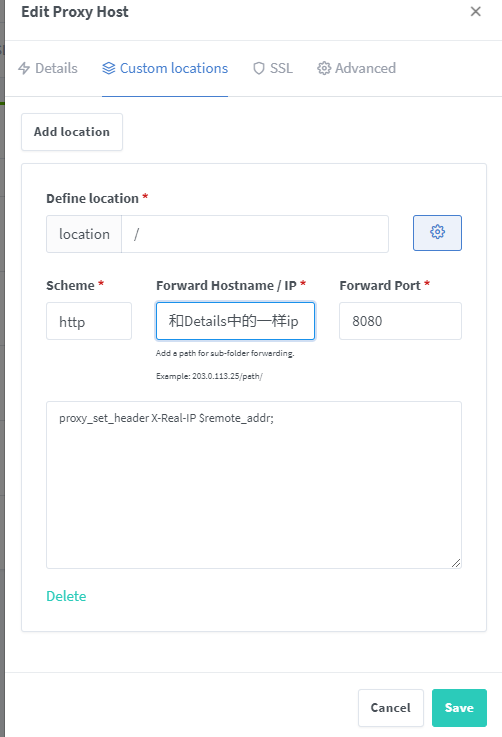 Edit Proxy Host
Details Custom locations SSL Advanced
Add location
Define location *
location /
Scheme * Forward Hostname / IP * Forward Port *
http 和Details中的一样ip 8080
Add a path for sub-folder forwarding.
Example: 203.0.113.25/path/
proxy_set_header X-Real-IP $remote_addr;
Delete
Cancel Save